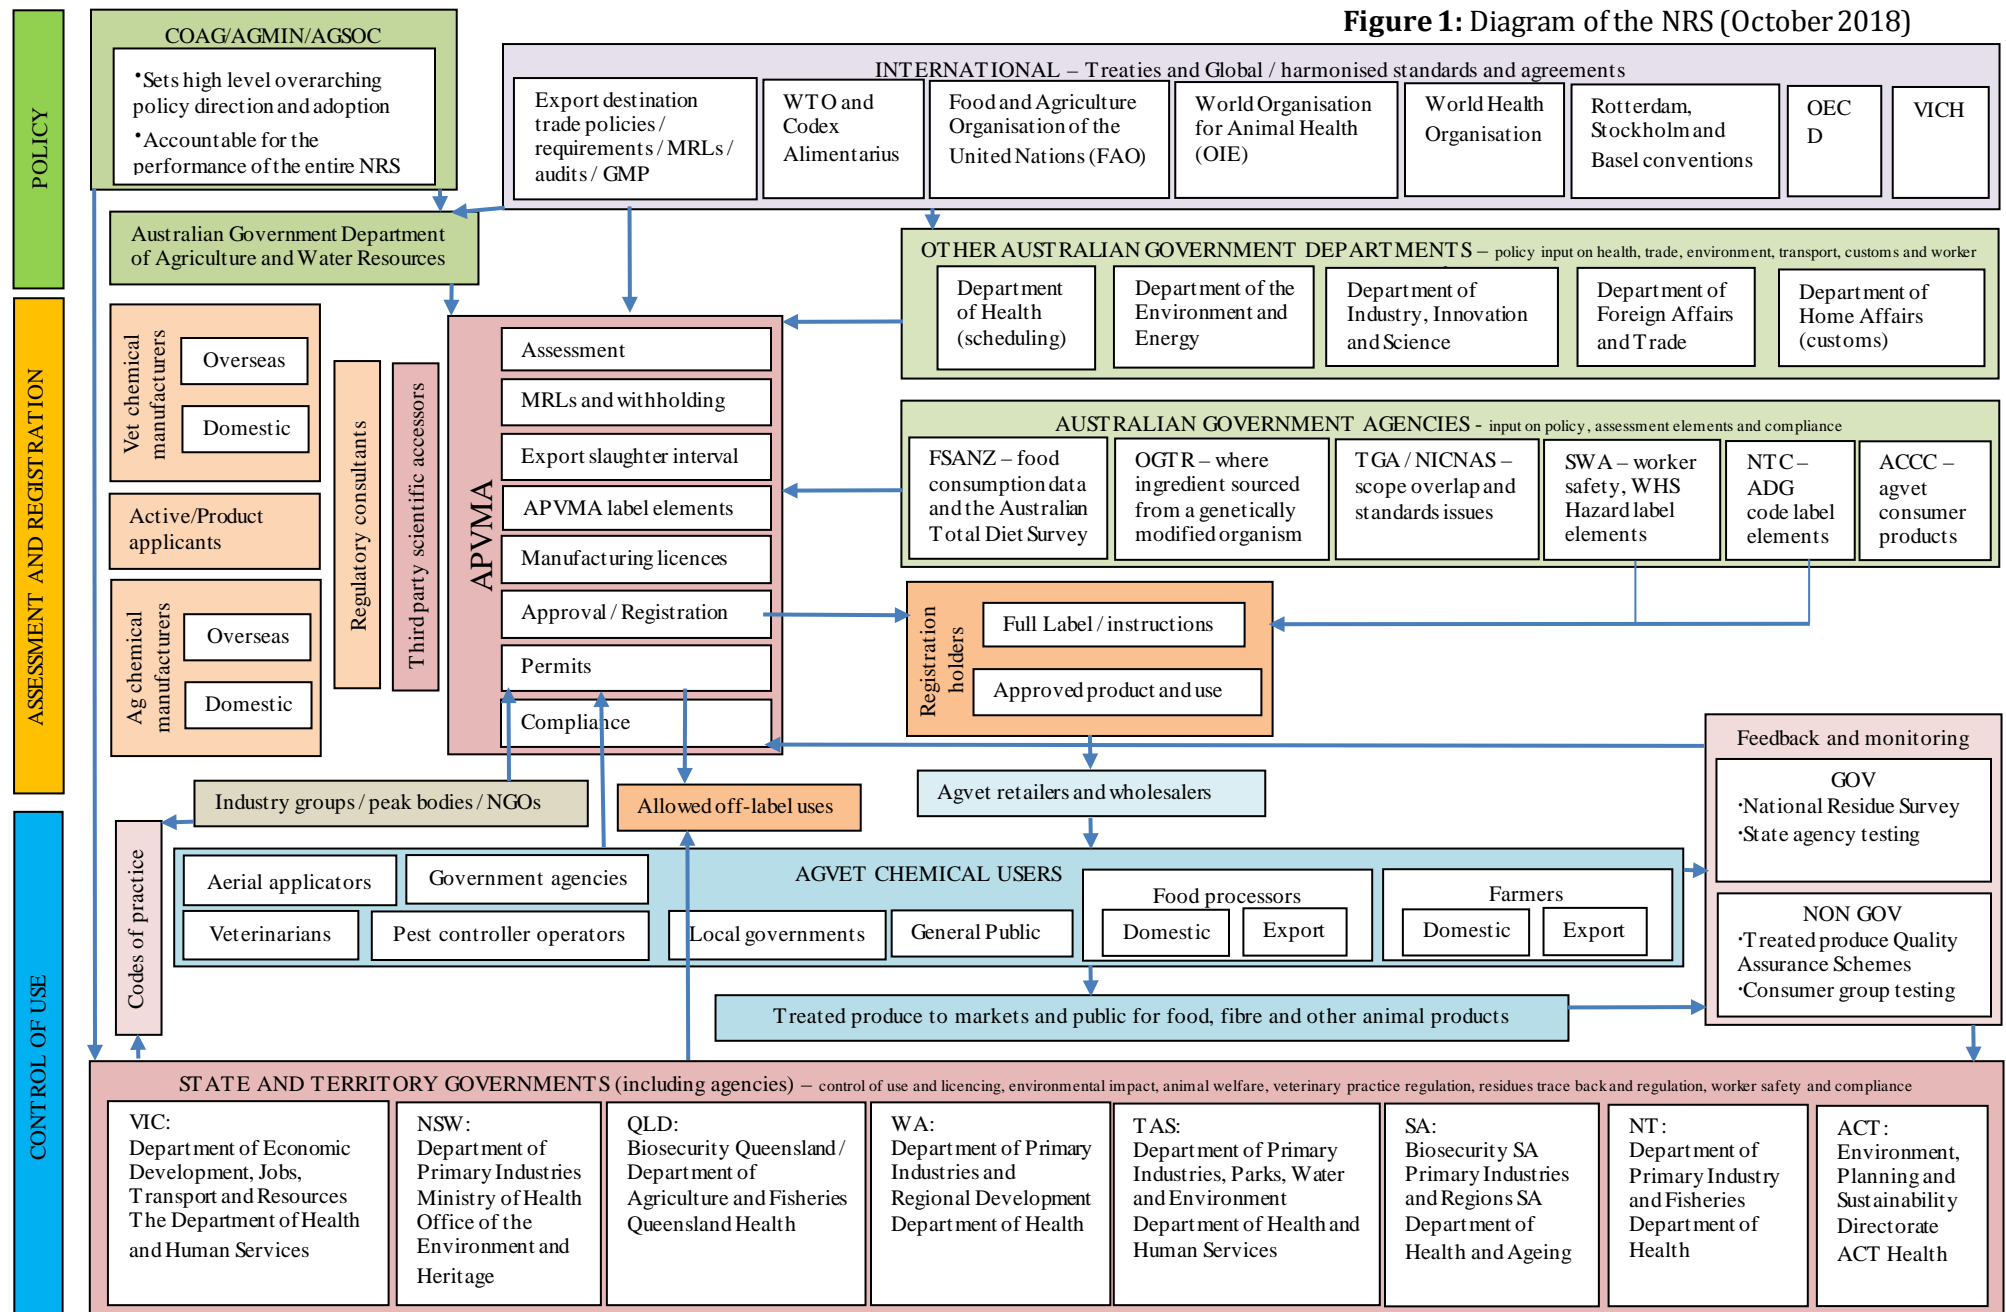 Figure 1: Diagram of the NRS (October 2018)
POLICY
COAG/AGMIN/AGSOC
•Sets high level overarching
policy direction and adoption
•Accountable for the
performance of the entire NRS
INTERNATIONAL – Treaties and Global / harmonised standards and agreements
Export destination
trade policies /
requirements / MRLs /
audits / GMP
WTO and
Codex
Alimentarius
Food and Agriculture
Organisation of the
United Nations (FAO)
World Organisation
for Animal Health
(OIE)
World Health
Organisation
Rotterdam,
Stockholm and
Basel conventions
OEC
D
VICH
Australian Government Department
of Agriculture and Water Resources
OTHER AUSTRALIAN GOVERNMENT DEPARTMENTS – policy input on health, trade, environment, transport, customs and worker
Department
of Health
(scheduling)
Department of the
Environment and
Energy
Department of
Industry, Innovation
and Science
Department of
Foreign Affairs
and Trade
Department of
Home Affairs
(customs)
ASSESSMENT AND REGISTRATION
Vet chemical
manufacturers
Overseas
Domestic
Active/Product
applicants
Ag chemical
manufacturers
Overseas
Domestic
Regulatory consultants
Third party scientific accessors
APVMA
Assessment
MRLs and withholding
Export slaughter interval
APVMA label elements
Manufacturing licences
Approval / Registration
Permits
Compliance
AUSTRALIAN GOVERNMENT AGENCIES - input on policy, assessment elements and compliance
FSANZ – food
consumption data
and the Australian
Total Diet Survey
OGTR – where
ingredient sourced
from a genetically
modified organism
TGA / NICNAS –
scope overlap and
standards issues
SWA – worker
safety, WHS
Hazard label
elements
NTC –
ADG
code label
elements
ACCC –
agvet
consumer
products
Registration
holders
Full Label / instructions
Approved product and use
Feedback and monitoring
GOV
•National Residue Survey
•State agency testing
NON GOV
•Treated produce Quality
Assurance Schemes
•Consumer group testing
Industry groups / peak bodies / NGOs
Allowed off-label uses
Agvet retailers and wholesalers
CONTROL OF USE
Codes of practice
AGVET CHEMICAL USERS
Aerial applicators
Government agencies
Veterinarians
Pest controller operators
Local governments
General Public
Food processors
Domestic
Export
Farmers
Domestic
Export
Treated produce to markets and public for food, fibre and other animal products
STATE AND TERRITORY GOVERNMENTS (including agencies) – control of use and licencing, environmental impact, animal welfare, veterinary practice regulation, residues trace back and regulation, worker safety and compliance
VIC:
Department of Economic
Development, Jobs,
Transport and Resources
The Department of Health
and Human Services
NSW:
Department of
Primary Industries
Ministry of Health
Office of the
Environment and
Heritage
QLD:
Biosecurity Queensland /
Department of
Agriculture and Fisheries
Queensland Health
WA:
Department of Primary
Industries and
Regional Development
Department of Health
TAS:
Department of Primary
Industries, Parks, Water
and Environment
Department of Health and
Human Services
SA:
Biosecurity SA
Primary Industries
and Regions SA
Department of
Health and Ageing
NT:
Department of
Primary Industry
and Fisheries
Department of
Health
ACT:
Environment,
Planning and
Sustainability
Directorate
ACT Health